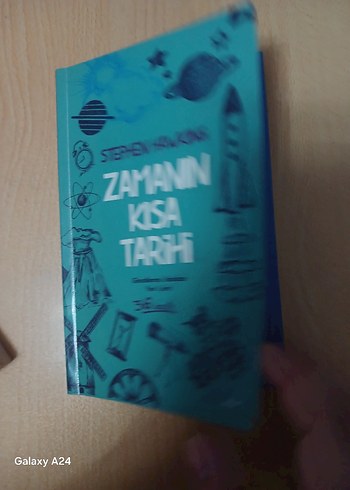 STEPHEN HAWKING
ZAMANIN
KISA
TARİHİ
Galaxy A24